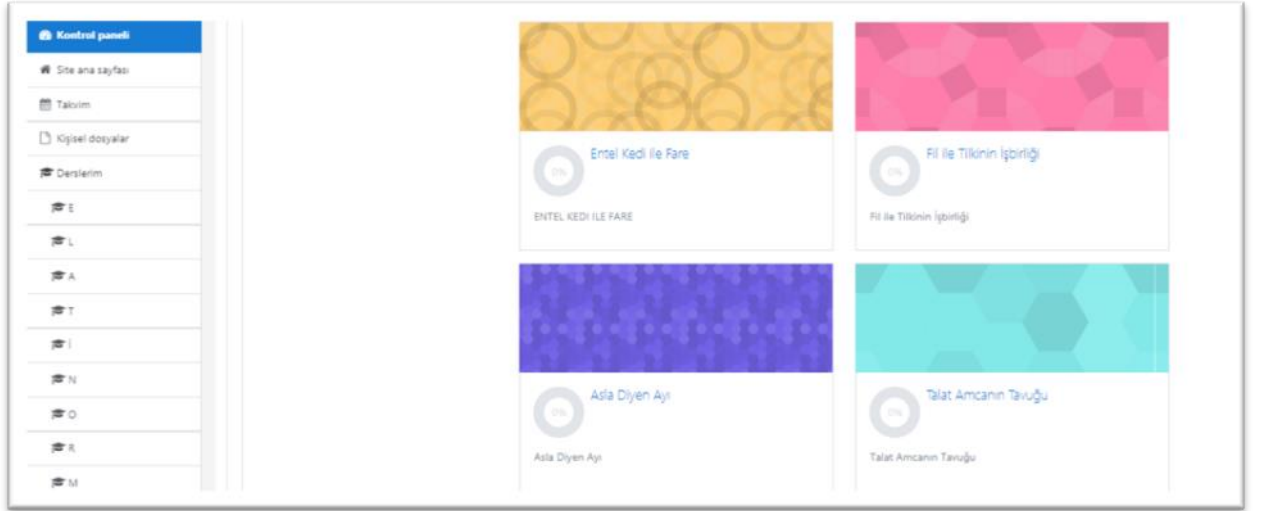 Kontrol paneli
Site ana sayfası
Takvim
Kişisel dosyalar
Derslerim
E
L
A
T
İ
N
O
R
M
0%
Entel Kedi ile Fare
ENTEL KEDI ILE FARE
0%
Fil ile Tilkinin İşbirliği
Fil ile Tilkinin İşbirliği
0%
Asla Diyen Ayı
Asla Diyen Ayı
0%
Talat Amcanın Tavuğu
Talat Amcanın Tavuğu